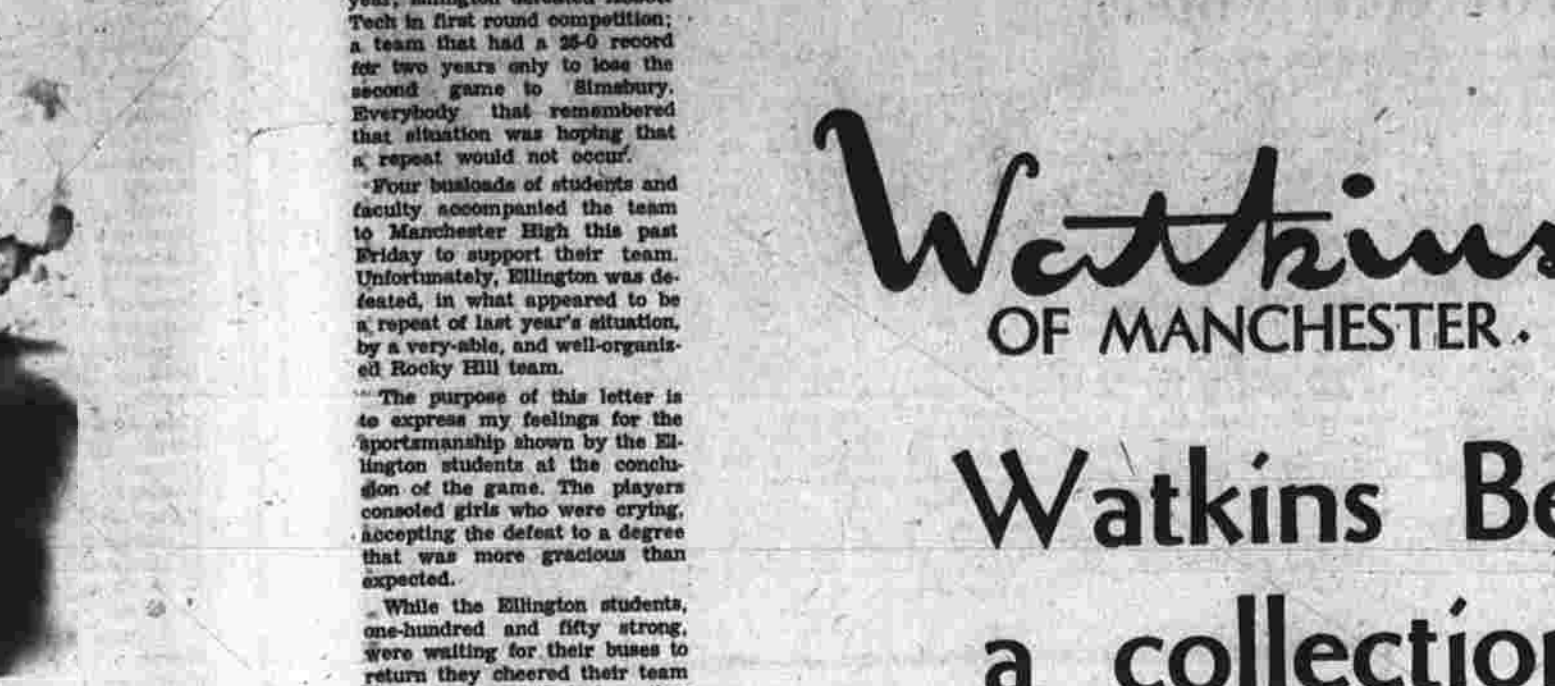 Tech in first round competition;
a team that had a 26-0 record
for two years only to lose the
second game to Simsbury.
Everybody that remembered
that situation was hoping that
a repeat would not occur.
Four busloads of students and
faculty accompanied the team
to Manchester High this past
Friday to support their team.
Unfortunately, Ellington was de-
feated, in what appeared to be
a repeat of last year's situation,
by a very-able, and well-organiz-
ed Rocky Hill team.
The purpose of this letter is
to express my feelings for the
sportsmanship shown by the El-
lington students at the conclu-
sion of the game. The players
consoled girls who were crying,
accepting the defeat to a degree
that was more gracious than
expected.
While the Ellington students,
one-hundred and fifty strong,
were waiting for their buses to
return they cheered their team
Watkins
OF MANCHESTER
Watkins Be
a collection